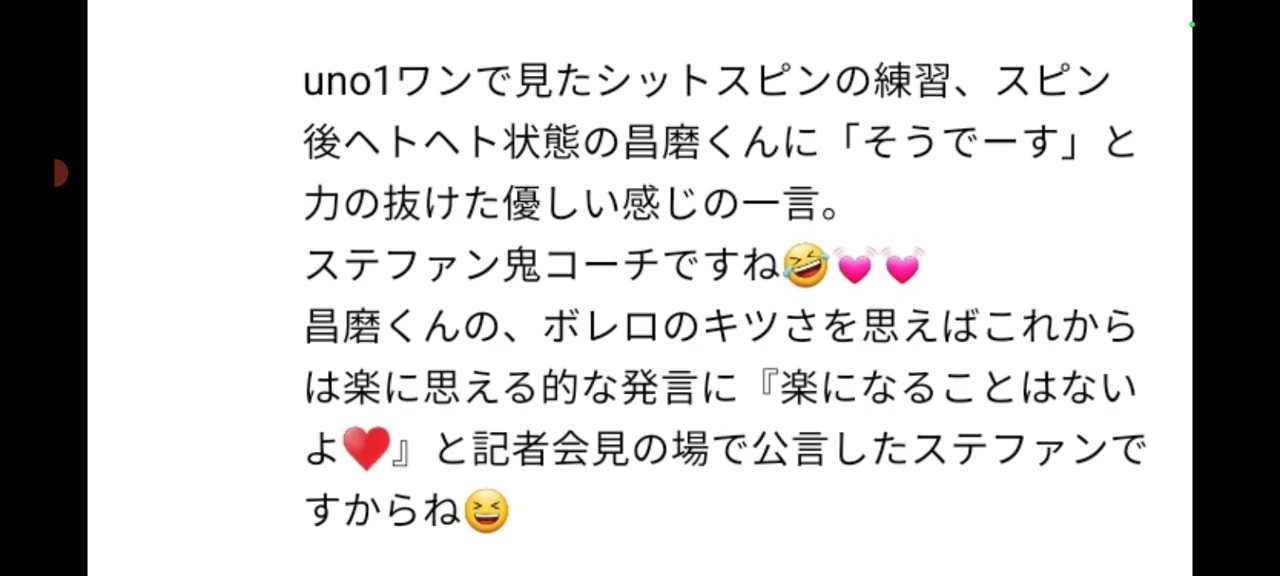 uno1ワンで見たシットスピンの練習、スピン
後ヘトヘト状態の昌磨くんに「そうでーす」と
力の抜けた優しい感じの一言。
ステファン鬼コーチですね🤣💓💓
昌磨くんの、ボレロのキツさを思えばこれから
は楽に思える的な発言に『楽になることはない
よ❤️』と記者会見の場で公言したステファンで
すからね😆